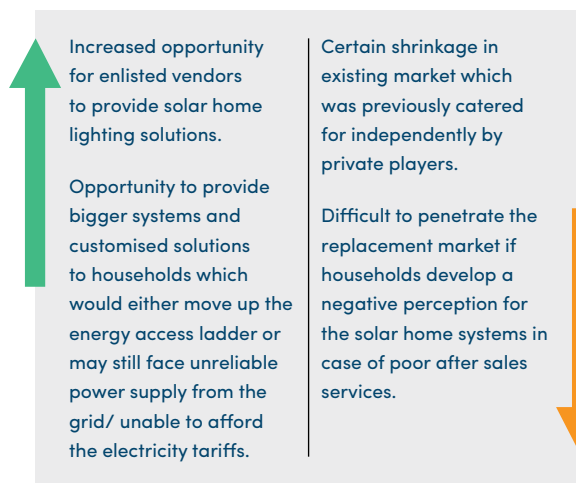 Increased opportunity
for enlisted vendors
to provide solar home
lighting solutions.
Opportunity to provide
bigger systems and
customised solutions
to households which
would either move up the
energy access ladder or
may still face unreliable
power supply from the
grid/ unable to afford
the electricity tariffs.
Certain shrinkage in
existing market which
was previously catered
for independently by
private players.
Difficult to penetrate the
replacement market if
households develop a
negative perception for
the solar home systems in
case of poor after sales
services.